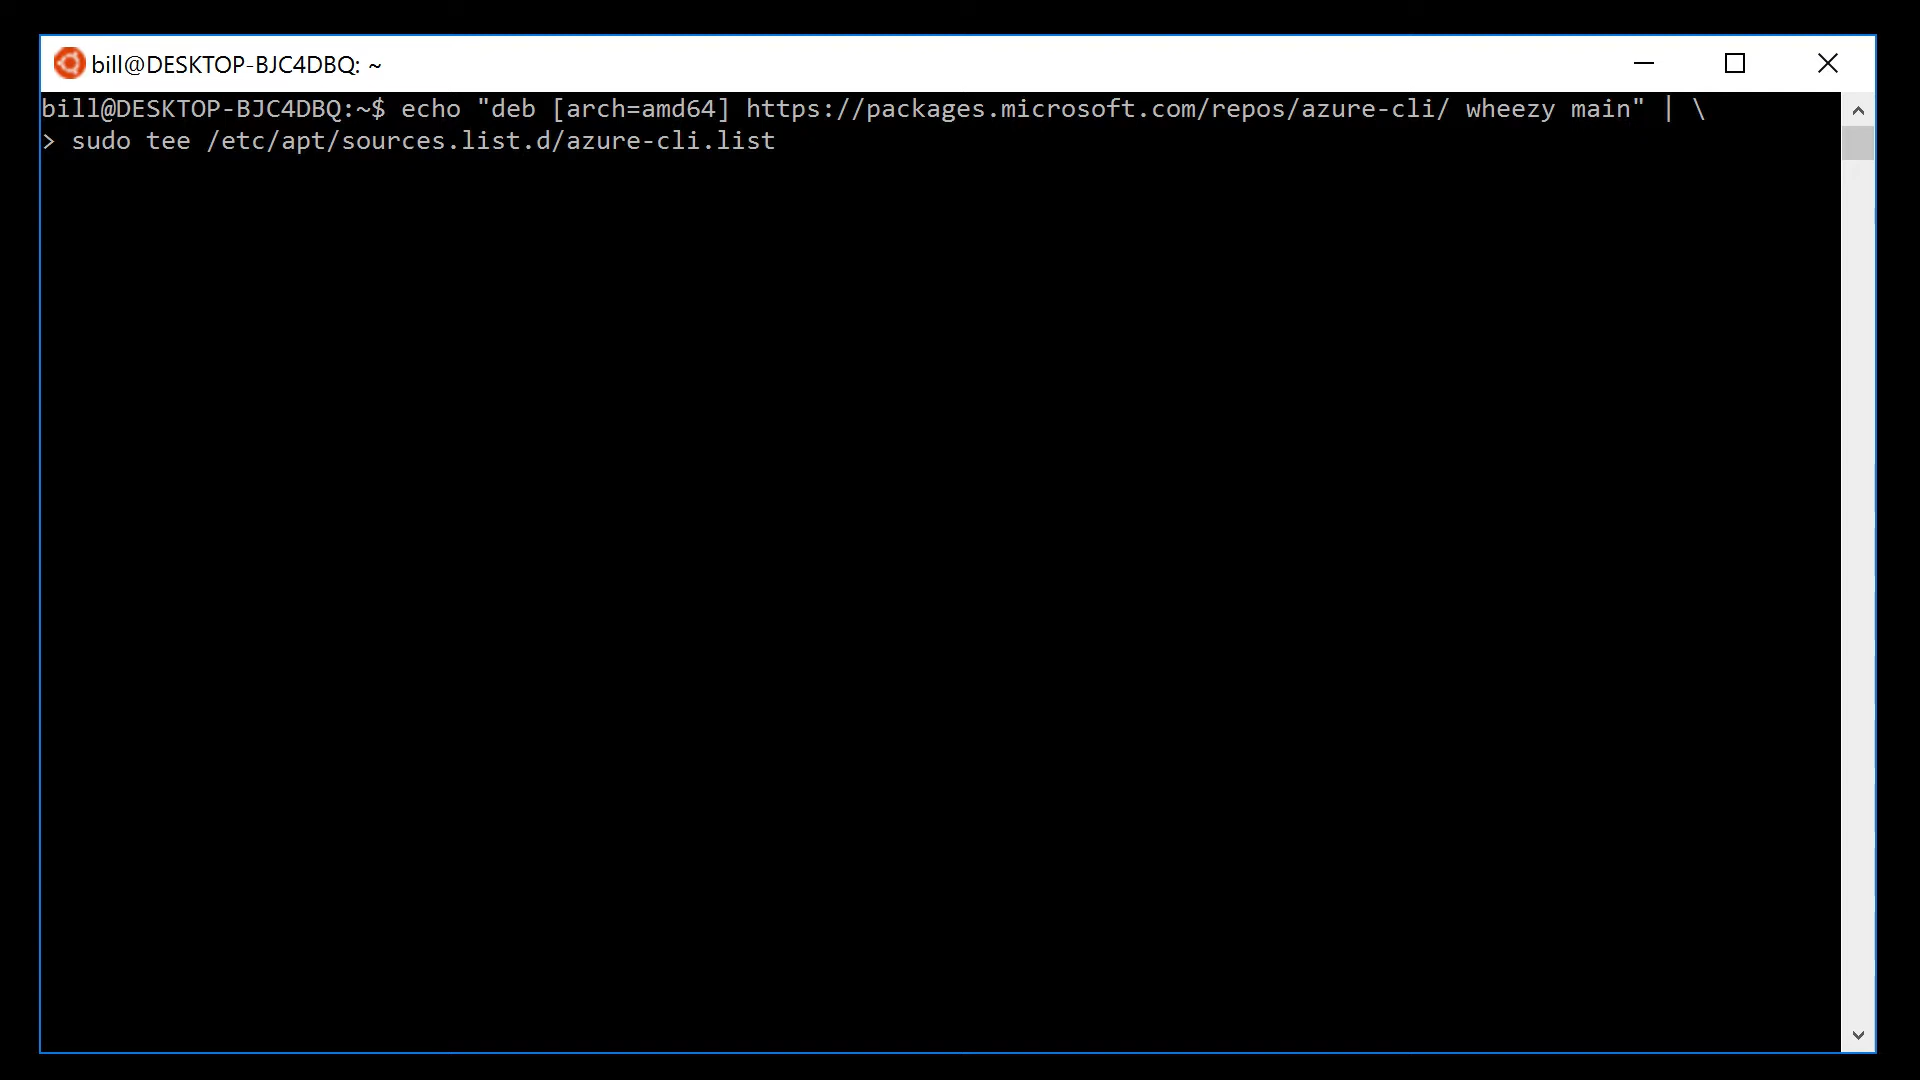 bill@DESKTOP-BJC4DBQ: ~
bill@DESKTOP-BJC4DBQ:~$ echo "deb [arch=amd64] https://packages.microsoft.com/repos/azure-cli/ wheezy main" | \
> sudo tee /etc/apt/sources.list.d/azure-cli.list